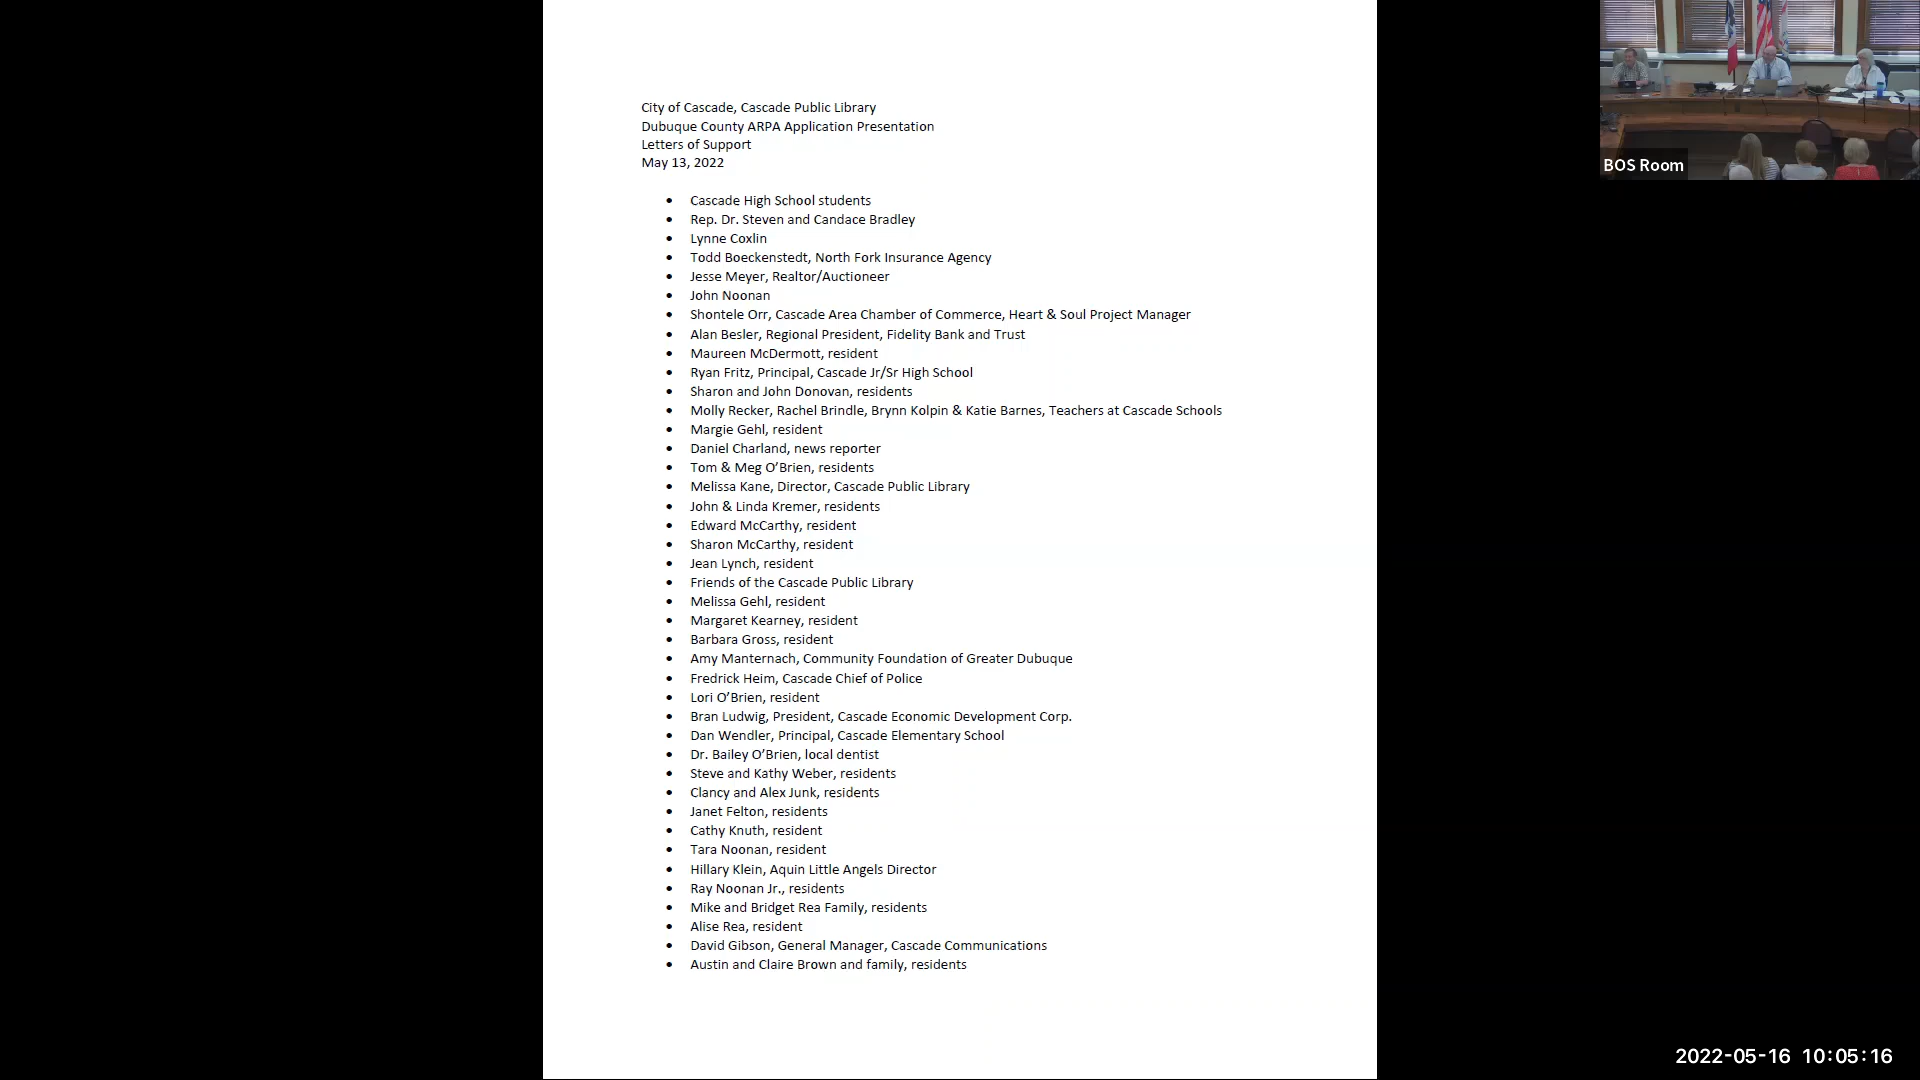 City of Cascade, Cascade Public Library
Dubuque County ARPA Application Presentation
Letters of Support
May 13, 2022
• Cascade High School students
• Rep. Dr. Steven and Candace Bradley
• Lynne Coxlin
• Todd Boeckenstedt, North Fork Insurance Agency
• Jesse Meyer, Realtor/Auctioneer
• John Noonan
• Shontele Orr, Cascade Area Chamber of Commerce, Heart & Soul Project Manager
• Alan Besler, Regional President, Fidelity Bank and Trust
• Maureen McDermott, resident
• Ryan Fritz, Principal, Cascade Jr/Sr High School
• Sharon and John Donovan, residents
• Molly Recker, Rachel Brindle, Brynn Kolpin & Katie Barnes, Teachers at Cascade Schools
• Margie Gehl, resident
• Daniel Charland, news reporter
• Tom & Meg O’Brien, residents
• Melissa Kane, Director, Cascade Public Library
• John & Linda Kremer, residents
• Edward McCarthy, resident
• Sharon McCarthy, resident
• Jean Lynch, resident
• Friends of the Cascade Public Library
• Melissa Gehl, resident
• Margaret Kearney, resident
• Barbara Gross, resident
• Amy Manternach, Community Foundation of Greater Dubuque
• Fredrick Heim, Cascade Chief of Police
• Lori O’Brien, resident
• Bran Ludwig, President, Cascade Economic Development Corp.
• Dan Wendler, Principal, Cascade Elementary School
• Dr. Bailey O’Brien, local dentist
• Steve and Kathy Weber, residents
• Clancy and Alex Junk, residents
• Janet Felton, residents
• Cathy Knuth, resident
• Tara Noonan, resident
• Hillary Klein, Aquin Little Angels Director
• Ray Noonan Jr., residents
• Mike and Bridget Rea Family, residents
• Alise Rea, resident
• David Gibson, General Manager, Cascade Communications
• Austin and Claire Brown and family, residents
BOS Room
2022-05-16 10:05:16